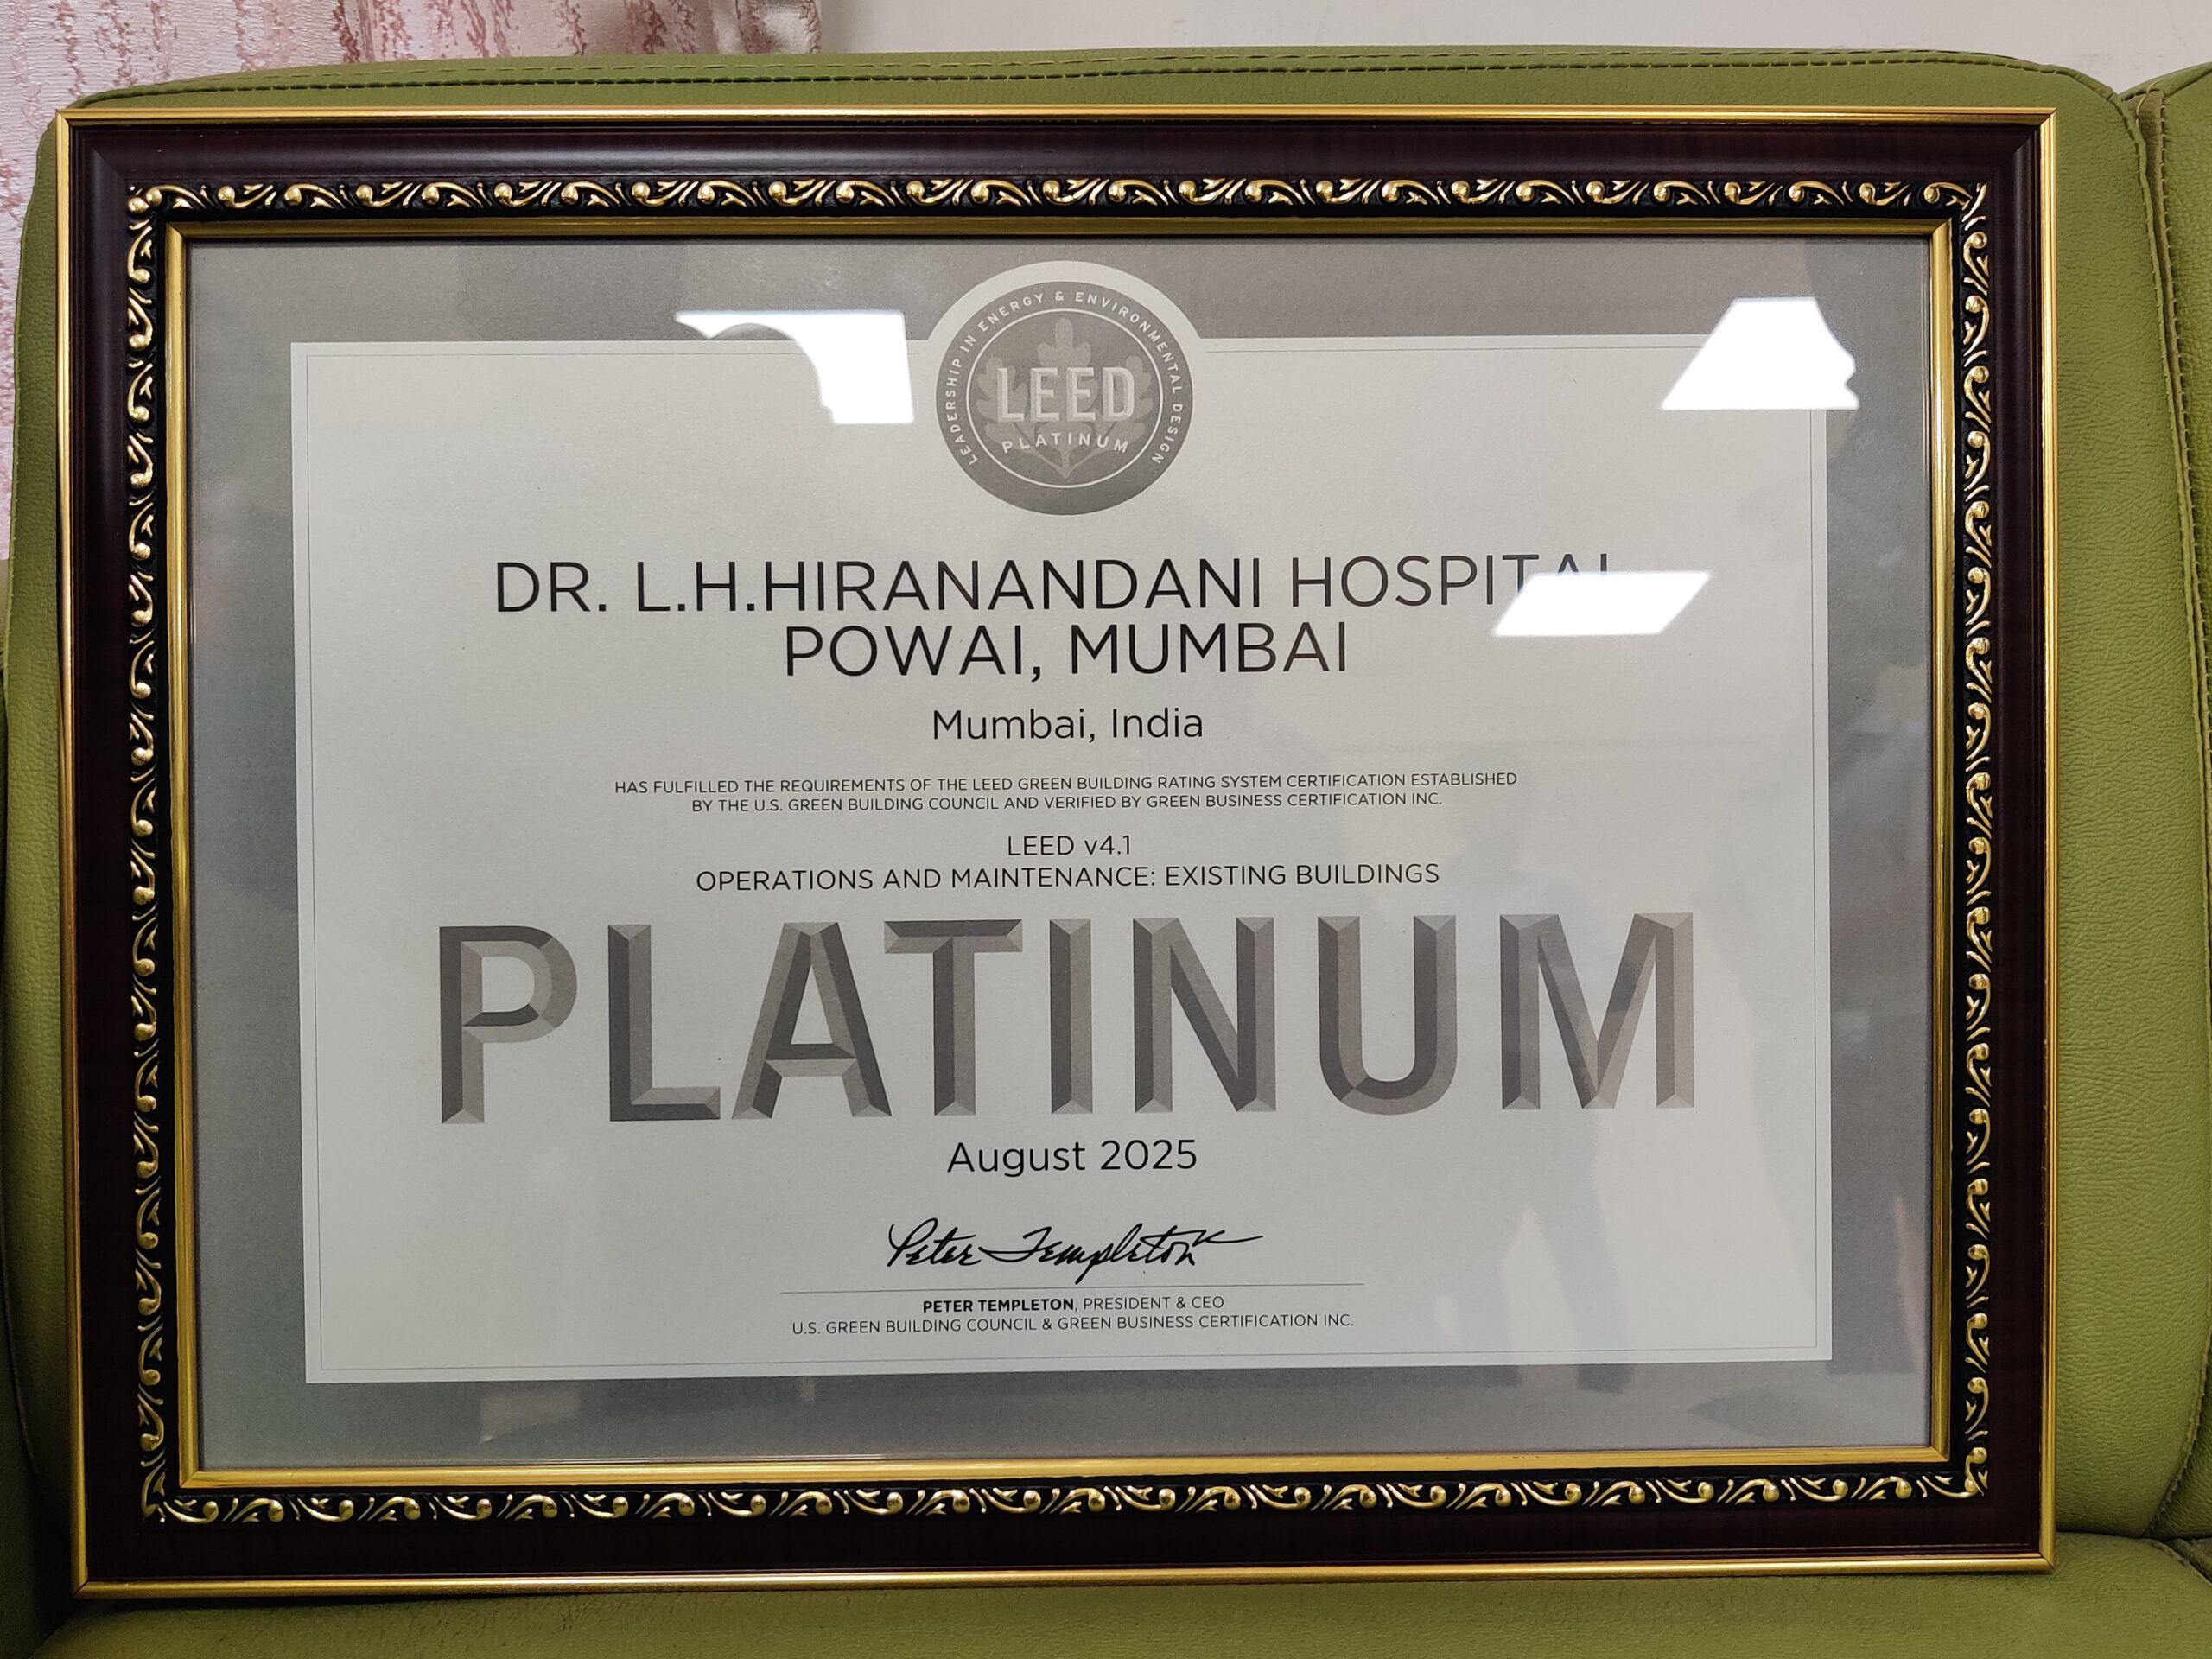 LEADERSHIP IN ENERGY & ENVIRONMENTAL DESIGN
LEED
PLATINUM
DR. L.H.HIRANANDANI HOSPITAL
POWAI, MUMBAI
Mumbai, India
HAS FULFILLED THE REQUIREMENTS OF THE LEED GREEN BUILDING RATING SYSTEM CERTIFICATION ESTABLISHED
BY THE U.S. GREEN BUILDING COUNCIL AND VERIFIED BY GREEN BUSINESS CERTIFICATION INC.
LEED v4.1
OPERATIONS AND MAINTENANCE: EXISTING BUILDINGS
PLATINUM
August 2025
Peter Templeton
PETER TEMPLETON, PRESIDENT & CEO
U.S. GREEN BUILDING COUNCIL & GREEN BUSINESS CERTIFICATION INC.